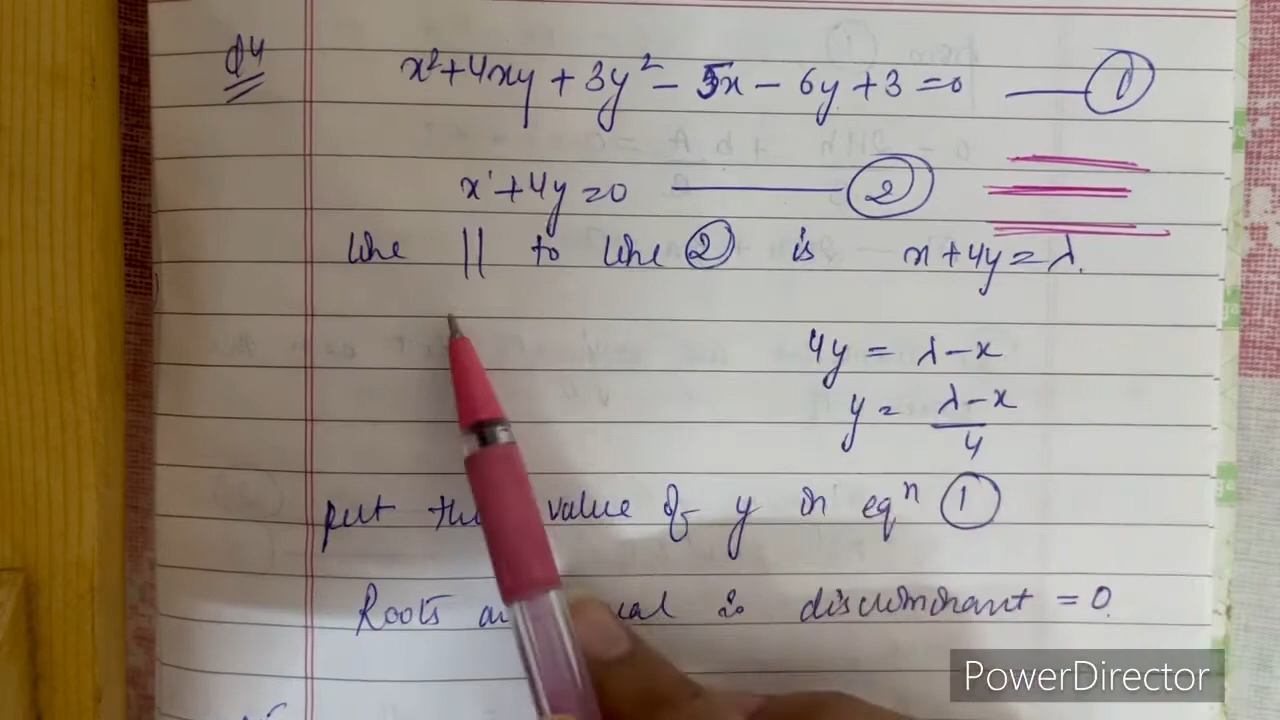 Q4
x²+4xy + 3y² - 5x - 6y + 3 = 0 — ①
x + 4y = 0 — ②
line || to line ② is x + 4y = λ.
4y = λ - x
y = λ - x / 4
put the value of y in eqⁿ ①
Roots discriminant = 0.
PowerDirector